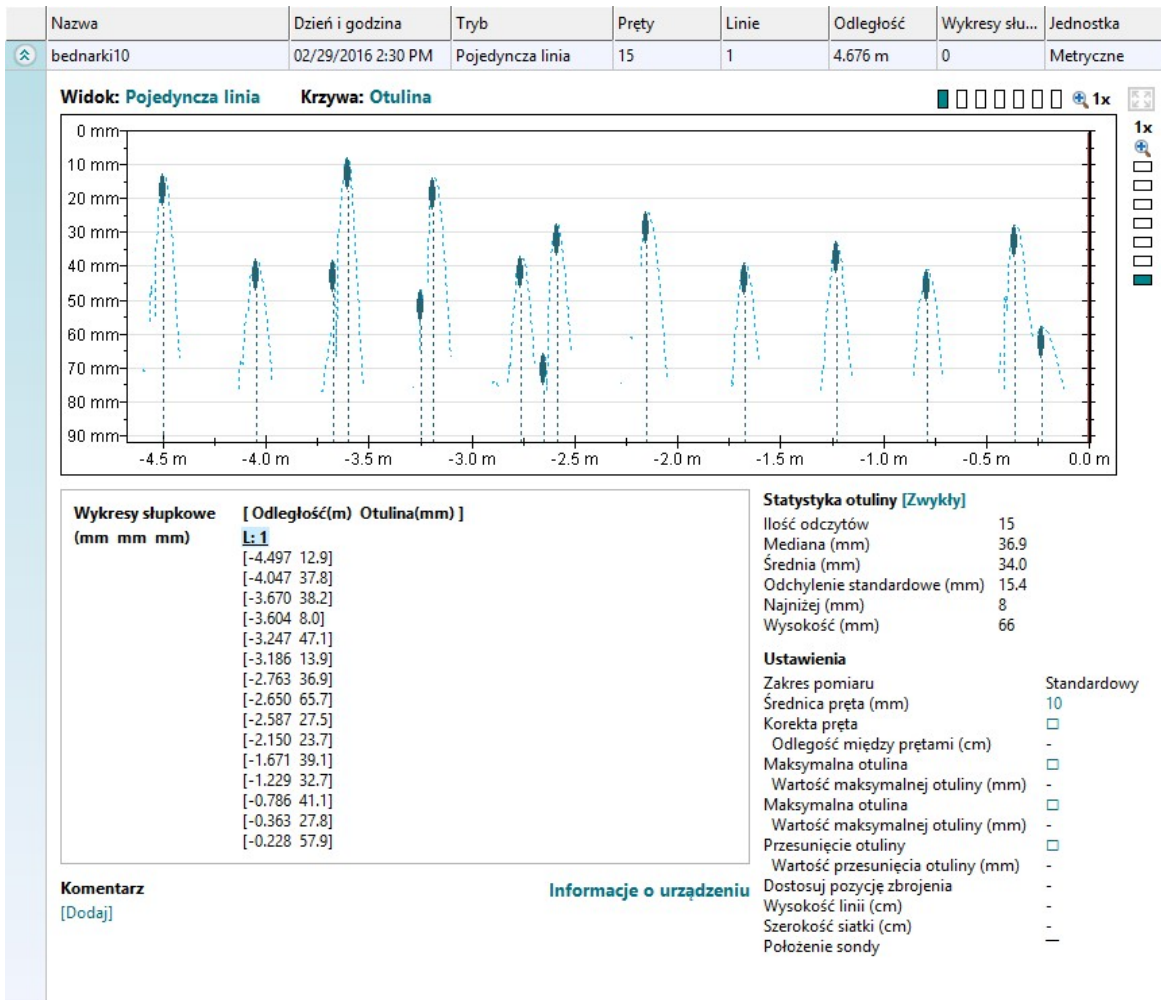 Nazwa Dzień i godzina Tryb Pręty Linie Odległość Wykresy słu... Jednostka
bednarki10 02/29/2016 2:30 PM Pojedyncza linia 15 1 4.676 m 0 Metryczne
Widok: Pojedyncza linia Krzywa: Otulina 1x
1x
0 mm
10 mm
20 mm
30 mm
40 mm
50 mm
60 mm
70 mm
80 mm
90 mm
-4.5 m -4.0 m -3.5 m -3.0 m -2.5 m -2.0 m -1.5 m -1.0 m -0.5 m 0.0 m
Wykresy słupkowe [ Odległość(m) Otulina(mm) ]
(mm mm mm) L: 1
[-4.497 12.9]
[-4.047 37.8]
[-3.670 38.2]
[-3.604 8.0]
[-3.247 47.1]
[-3.186 13.9]
[-2.763 36.9]
[-2.650 65.7]
[-2.587 27.5]
[-2.150 23.7]
[-1.671 39.1]
[-1.229 32.7]
[-0.786 41.1]
[-0.363 27.8]
[-0.228 57.9]
Komentarz
[Dodaj]
Informacje o urządzeniu
Statystyka otuliny [Zwykły]
Ilość odczytów 15
Mediana (mm) 36.9
Średnia (mm) 34.0
Odchylenie standardowe (mm) 15.4
Najniżej (mm) 8
Wysokość (mm) 66
Ustawienia
Zakres pomiaru Standardowy
Średnica pręta (mm) 10
Korekta pręta
Odlegość między prętami (cm) -
Maksymalna otulina
Wartość maksymalnej otuliny (mm) -
Maksymalna otulina
Wartość maksymalnej otuliny (mm) -
Przesunięcie otuliny
Wartość przesunięcia otuliny (mm) -
Dostosuj pozycję zbrojenia -
Wysokość linii (cm) -
Szerokość siatki (cm) -
Położenie sondy —